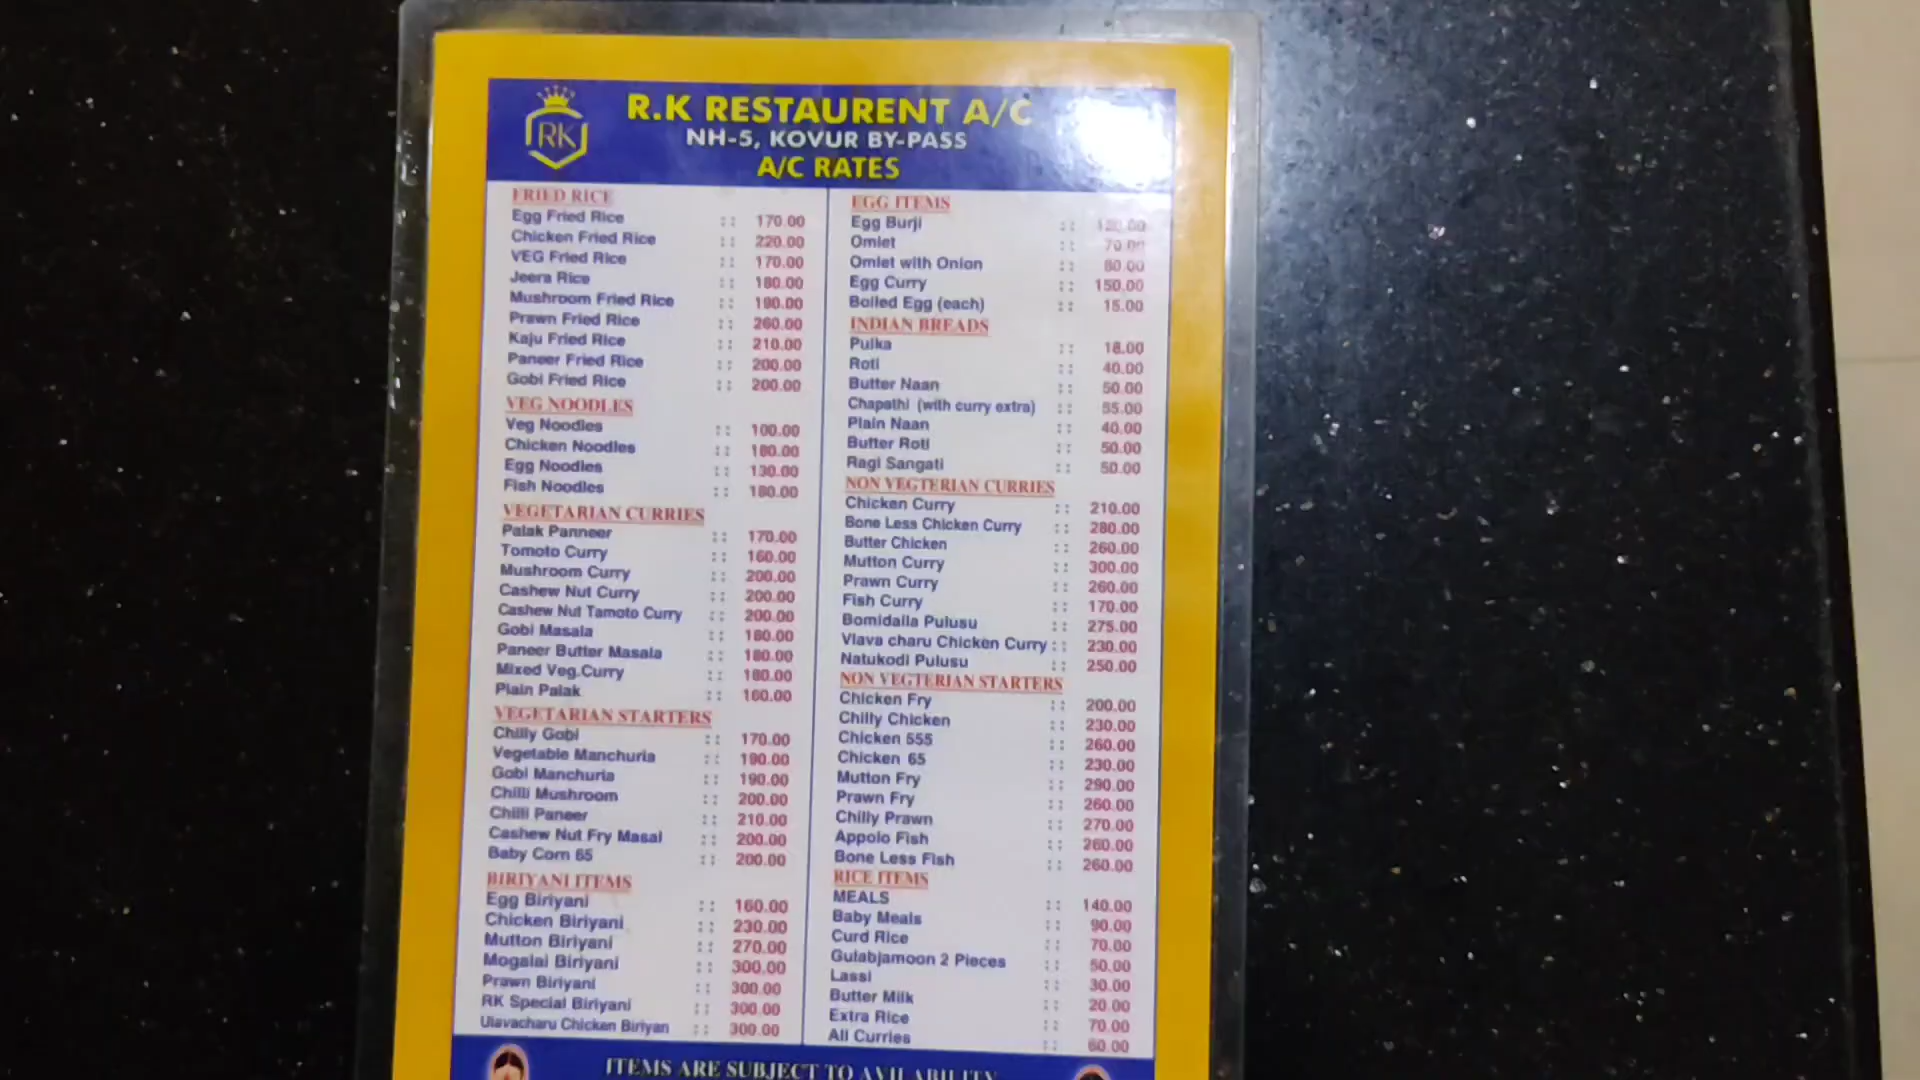 RK
R.K RESTAURENT A/C
NH-5, KOVUR BY-PASS
A/C RATES
FRIED RICE
Egg Fried Rice :: 170.00
Chicken Fried Rice :: 220.00
VEG Fried Rice :: 170.00
Jeera Rice :: 180.00
Mushroom Fried Rice :: 190.00
Prawn Fried Rice :: 260.00
Kaju Fried Rice :: 210.00
Paneer Fried Rice :: 200.00
Gobi Fried Rice :: 200.00
VEG NOODLES
Veg Noodles :: 100.00
Chicken Noodles :: 180.00
Egg Noodles :: 130.00
Fish Noodles :: 180.00
VEGETARIAN CURRIES
Palak Panneer :: 170.00
Tomoto Curry :: 160.00
Mushroom Curry :: 200.00
Cashew Nut Curry :: 200.00
Cashew Nut Tamoto Curry :: 200.00
Gobi Masala :: 180.00
Paneer Butter Masala :: 180.00
Mixed Veg.Curry :: 180.00
Plain Palak :: 160.00
VEGETARIAN STARTERS
Chilly Gobi :: 170.00
Vegetable Manchuria :: 190.00
Gobi Manchuria :: 190.00
Chilli Mushroom :: 200.00
Chilli Paneer :: 210.00
Cashew Nut Fry Masal :: 200.00
Baby Corn 65 :: 200.00
BIRIYANI ITEMS
Egg Biriyani :: 160.00
Chicken Biriyani :: 230.00
Mutton Biriyani :: 270.00
Mogalai Biriyani :: 300.00
Prawn Biriyani :: 300.00
RK Special Biriyani :: 300.00
Ulavacharu Chicken Biriyan :: 300.00
EGG ITEMS
Egg Burji ::
Omlet :: 70.00
Omlet with Onion :: 80.00
Egg Curry :: 150.00
Boiled Egg (each) :: 15.00
INDIAN BREADS
Pulka :: 18.00
Roti :: 40.00
Butter Naan :: 50.00
Chapathi (with curry extra) :: 55.00
Plain Naan :: 40.00
Butter Roti :: 50.00
Ragi Sangati :: 50.00
NON VEGTERIAN CURRIES
Chicken Curry :: 210.00
Bone Less Chicken Curry :: 280.00
Butter Chicken :: 260.00
Mutton Curry :: 300.00
Prawn Curry :: 260.00
Fish Curry :: 170.00
Bomidaila Pulusu :: 275.00
Vlava charu Chicken Curry :: 230.00
Natukodi Pulusu :: 250.00
NON VEGTERIAN STARTERS
Chicken Fry :: 200.00
Chilly Chicken :: 230.00
Chicken 555 :: 260.00
Chicken 65 :: 230.00
Mutton Fry :: 290.00
Prawn Fry :: 260.00
Chilly Prawn :: 270.00
Appolo Fish :: 260.00
Bone Less Fish :: 260.00
RICE ITEMS
MEALS :: 140.00
Baby Meals :: 90.00
Curd Rice :: 70.00
Gulabjamoon 2 Pieces :: 50.00
Lassi :: 30.00
Butter Milk :: 20.00
Extra Rice :: 70.00
All Curries :: 60.00
ITEMS ARE SUBJECT TO AVILABILITY